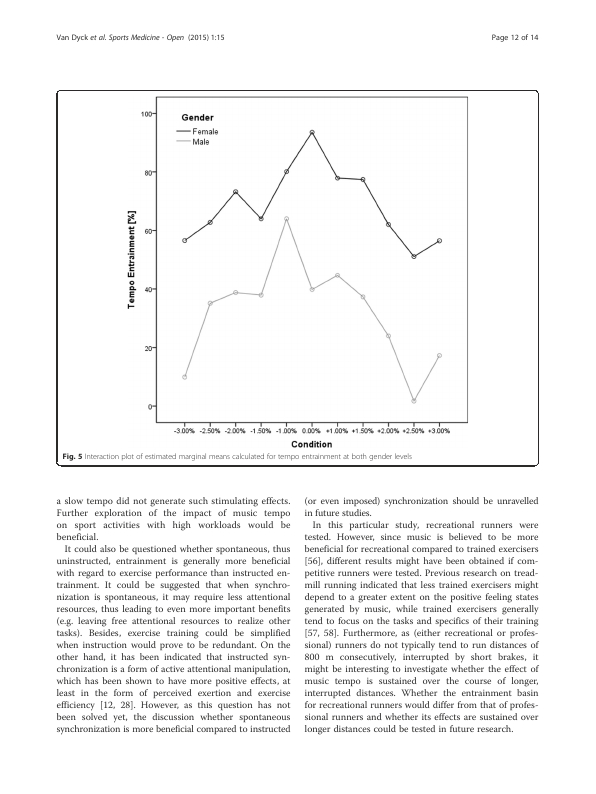 Van Dyck et al. Sports Medicine - Open (2015) 1:15
Page 12 of 14
Gender
Female
Male
100
80
60
40
20
0
Tempo Entrainment [%]
-3.00% -2.50% -2.00% -1.50% -1.00% 0.00% +1.00% +1.50% +2.00% +2.50% +3.00%
Condition
Fig. 5 Interaction plot of estimated marginal means calculated for tempo entrainment at both gender levels
a slow tempo did not generate such stimulating effects.
Further exploration of the impact of music tempo
on sport activities with high workloads would be
beneficial.
It could also be questioned whether spontaneous, thus
uninstructed, entrainment is generally more beneficial
with regard to exercise performance than instructed en-
trainment. It could be suggested that when synchro-
nization is spontaneous, it may require less attentional
resources, thus leading to even more important benefits
(e.g. leaving free attentional resources to realize other
tasks). Besides, exercise training could be simplified
when instruction would prove to be redundant. On the
other hand, it has been indicated that instructed syn-
chronization is a form of active attentional manipulation,
which has been shown to have more positive effects, at
least in the form of perceived exertion and exercise
efficiency [12, 28]. However, as this question has not
been solved yet, the discussion whether spontaneous
synchronization is more beneficial compared to instructed
(or even imposed) synchronization should be unravelled
in future studies.
In this particular study, recreational runners were
tested. However, since music is believed to be more
beneficial for recreational compared to trained exercisers
[56], different results might have been obtained if com-
petitive runners were tested. Previous research on tread-
mill running indicated that less trained exercisers might
depend to a greater extent on the positive feeling states
generated by music, while trained exercisers generally
tend to focus on the tasks and specifics of their training
[57, 58]. Furthermore, as (either recreational or profes-
sional) runners do not typically tend to run distances of
800 m consecutively, interrupted by short brakes, it
might be interesting to investigate whether the effect of
music tempo is sustained over the course of longer,
interrupted distances. Whether the entrainment basin
for recreational runners would differ from that of profes-
sional runners and whether its effects are sustained over
longer distances could be tested in future research.